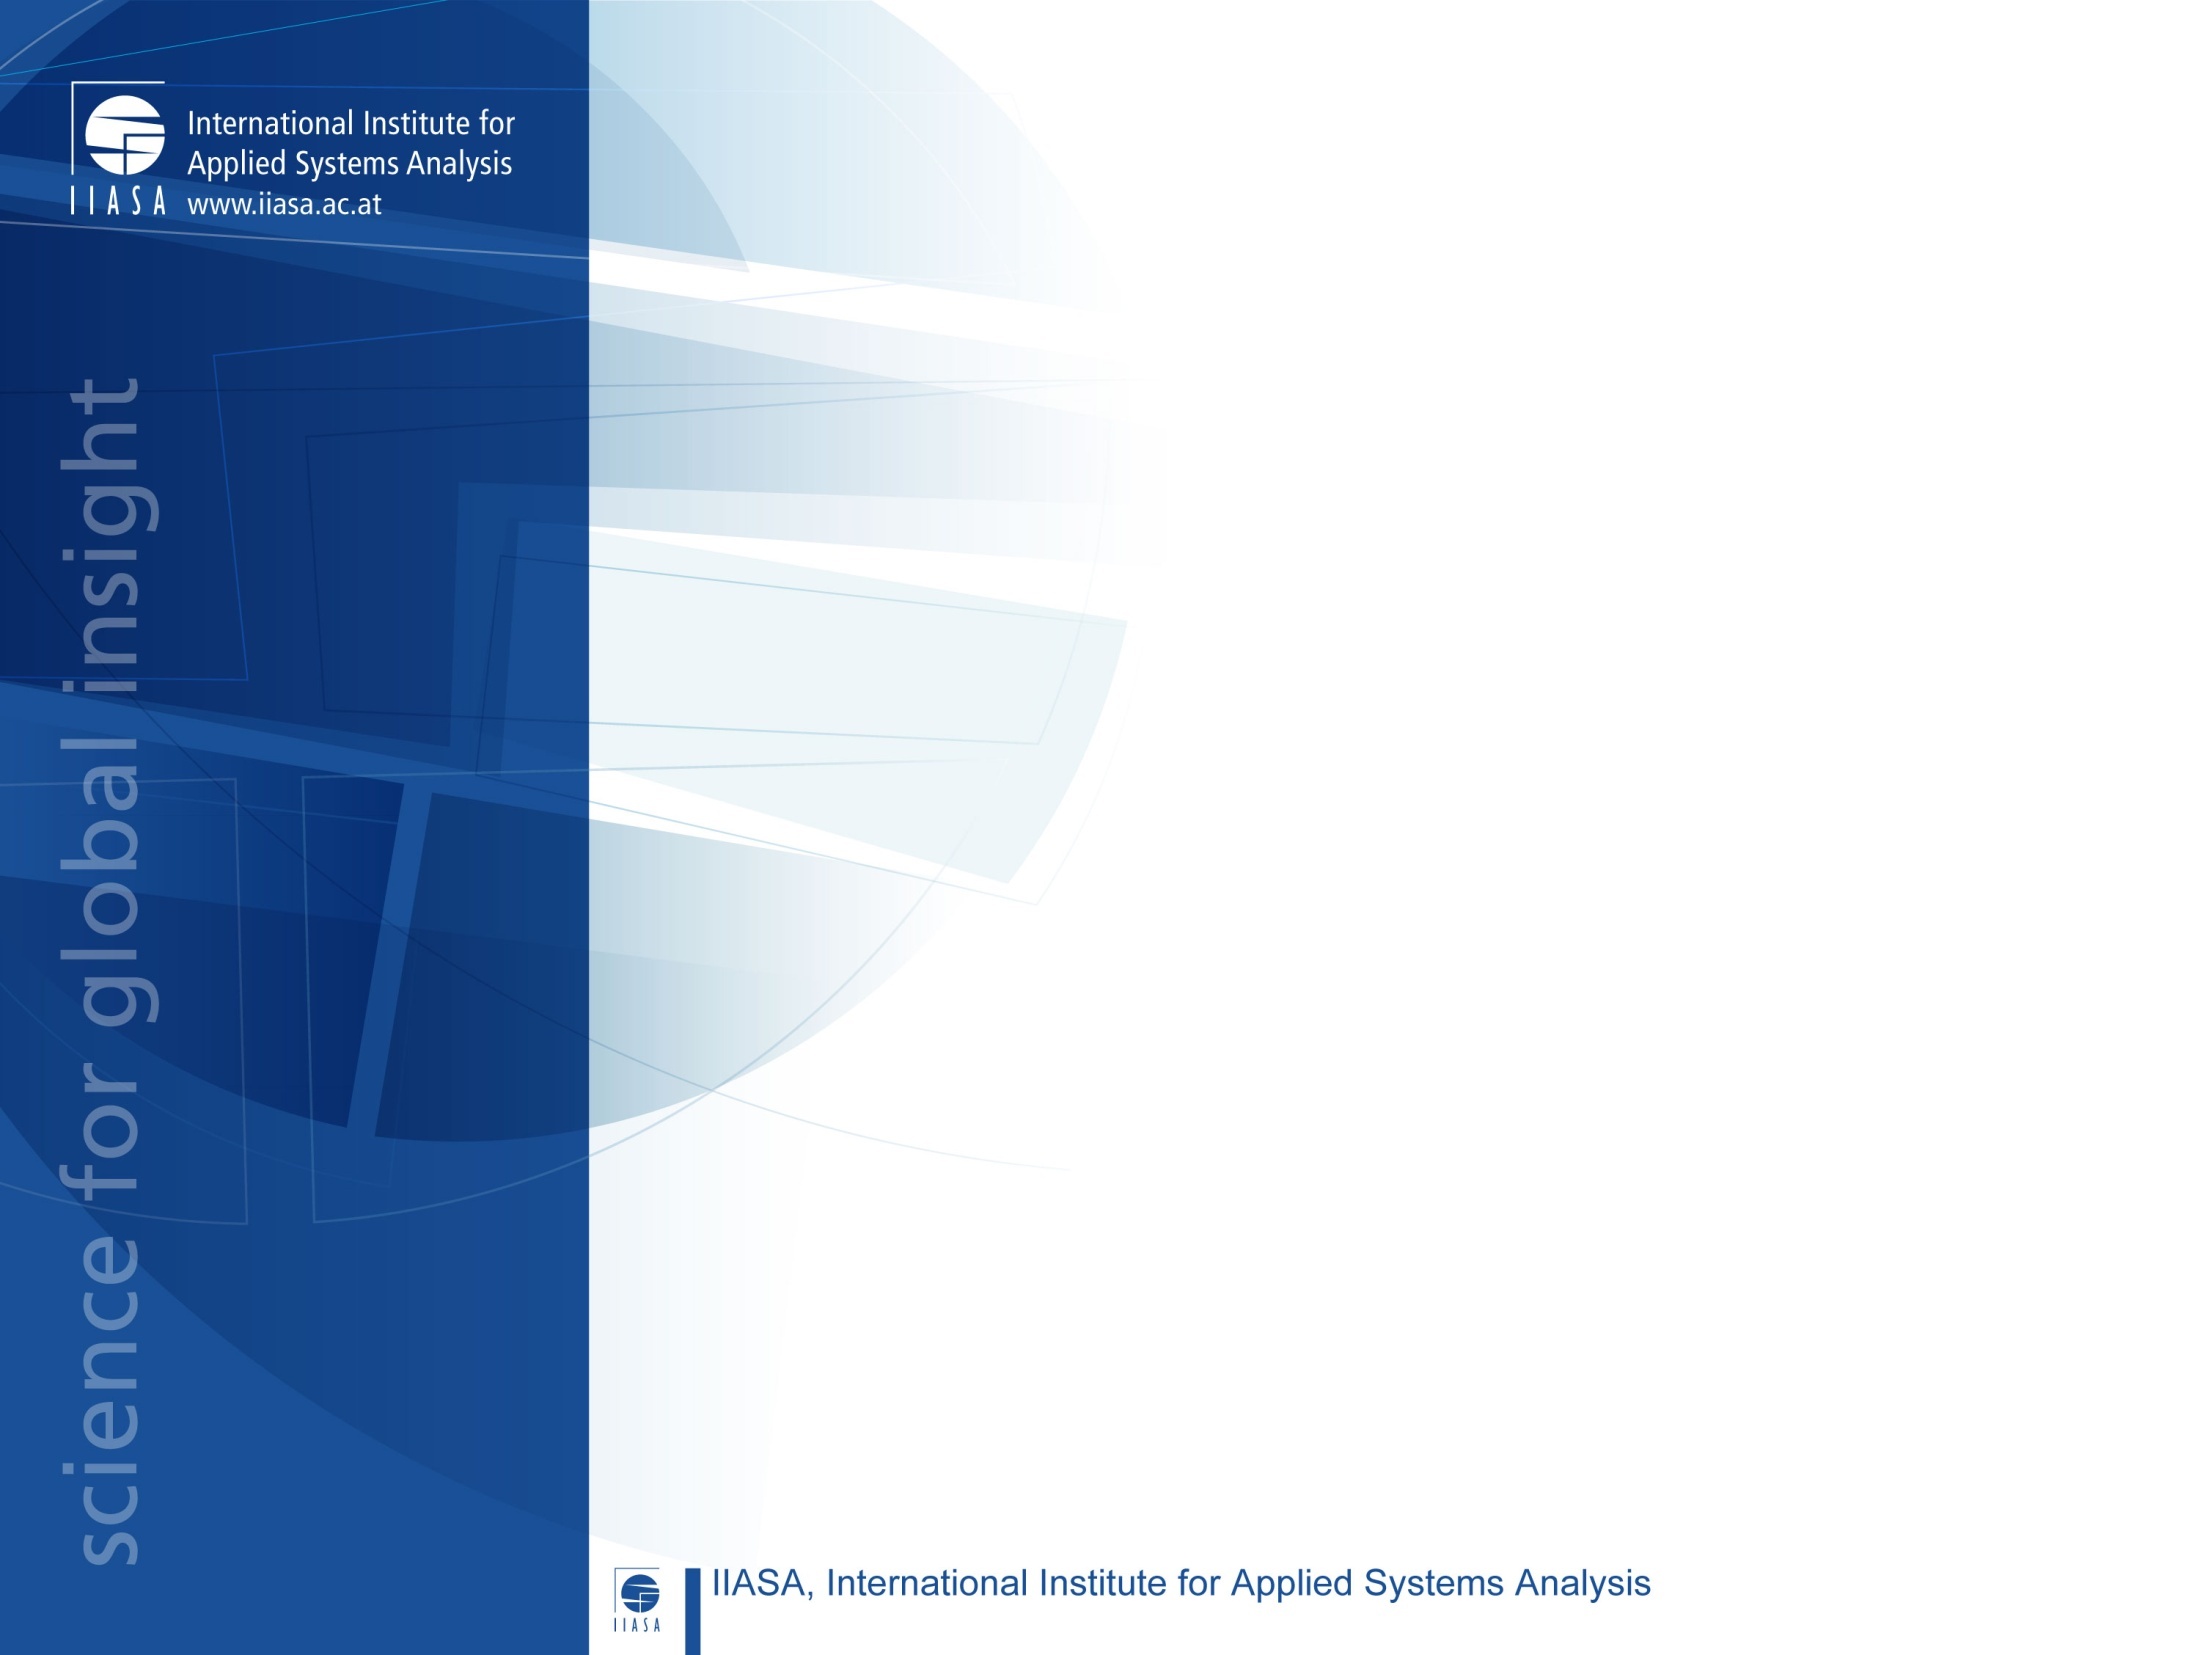 International Institute for
Applied Systems Analysis
IIASA www.iiasa.ac.at
science for global insight
IIASA, International Institute for Applied Systems Analysis
IIASA